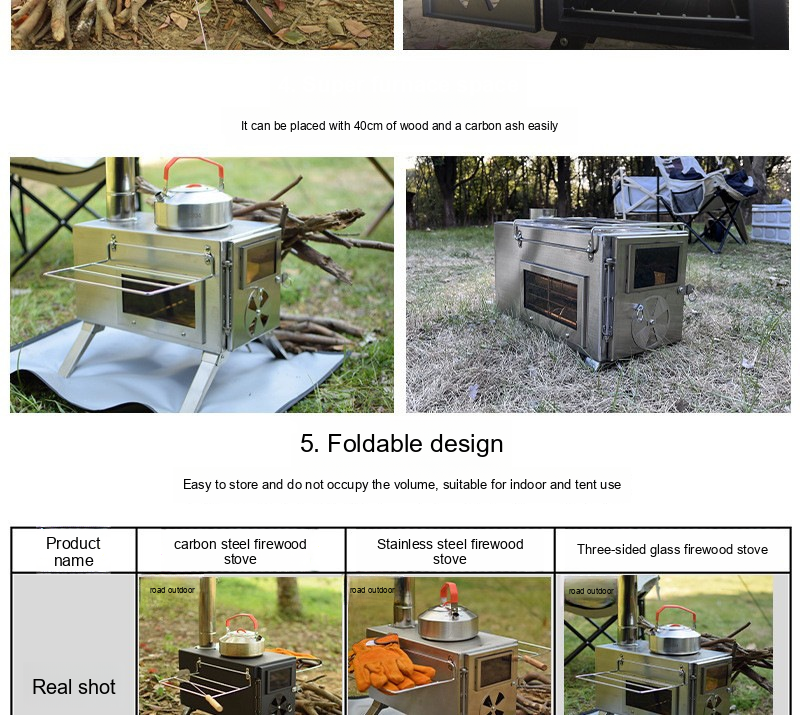 It can be placed with 40cm of wood and a carbon ash easily
5. Foldable design
Easy to store and do not occupy the volume, suitable for indoor and tent use
Product
name
carbon steel firewood
stove
Stainless steel firewood
stove
Three-sided glass firewood stove
Real shot
road outdoor
road outdoor
road outdoor